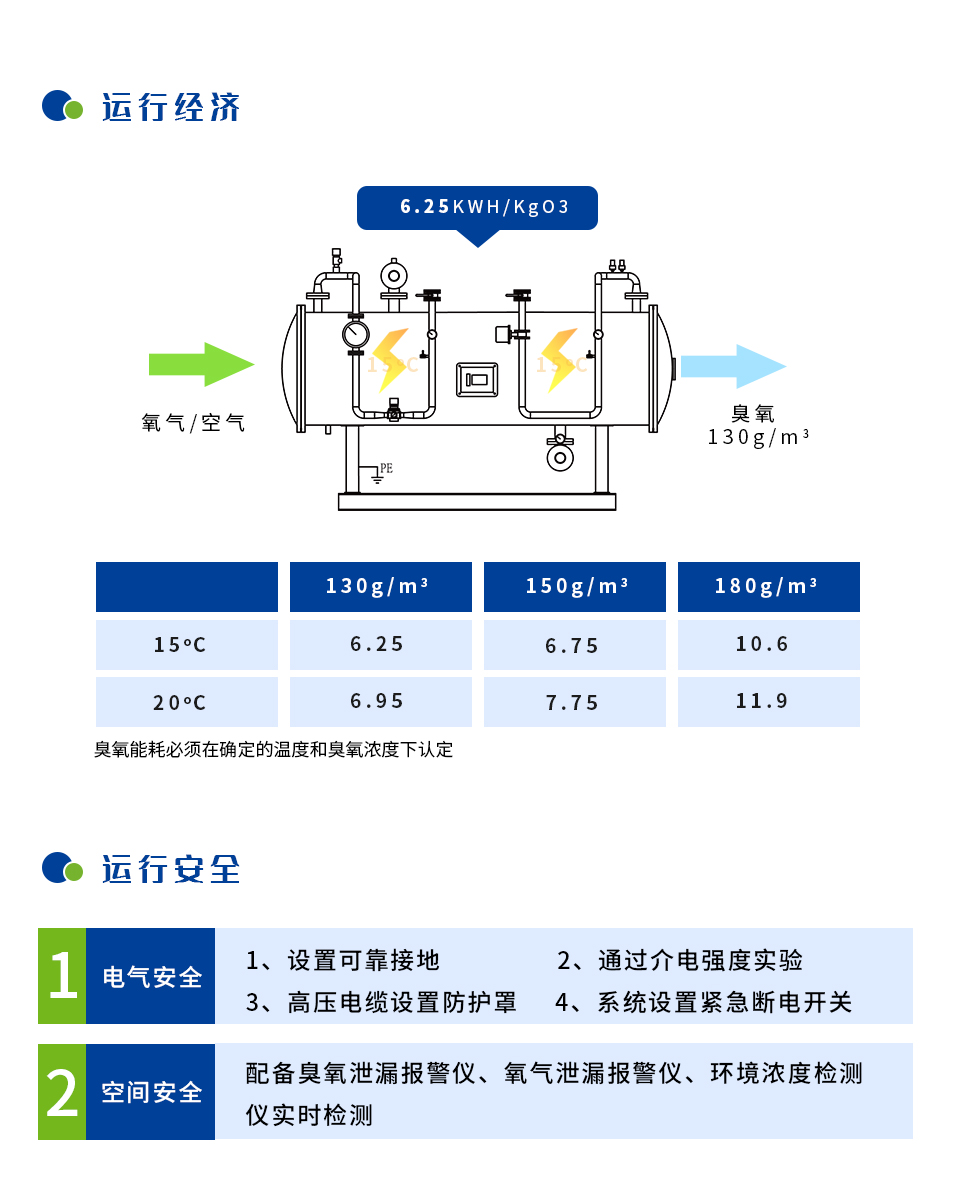 运行经济
6.25KWH/KgO3
15ºC 15ºC
氧气/空气
臭氧
130g/m³
PE
130g/m³ 150g/m³ 180g/m³
15ºC 6.25 6.75 10.6
20ºC 6.95 7.75 11.9
臭氧能耗必须在确定的温度和臭氧浓度下认定
运行安全
1 电气安全
1、设置可靠接地 2、通过介电强度实验
3、高压电缆设置防护罩 4、系统设置紧急断电开关
2 空间安全
配备臭氧泄漏报警仪、氧气泄漏报警仪、环境浓度检测
仪实时检测